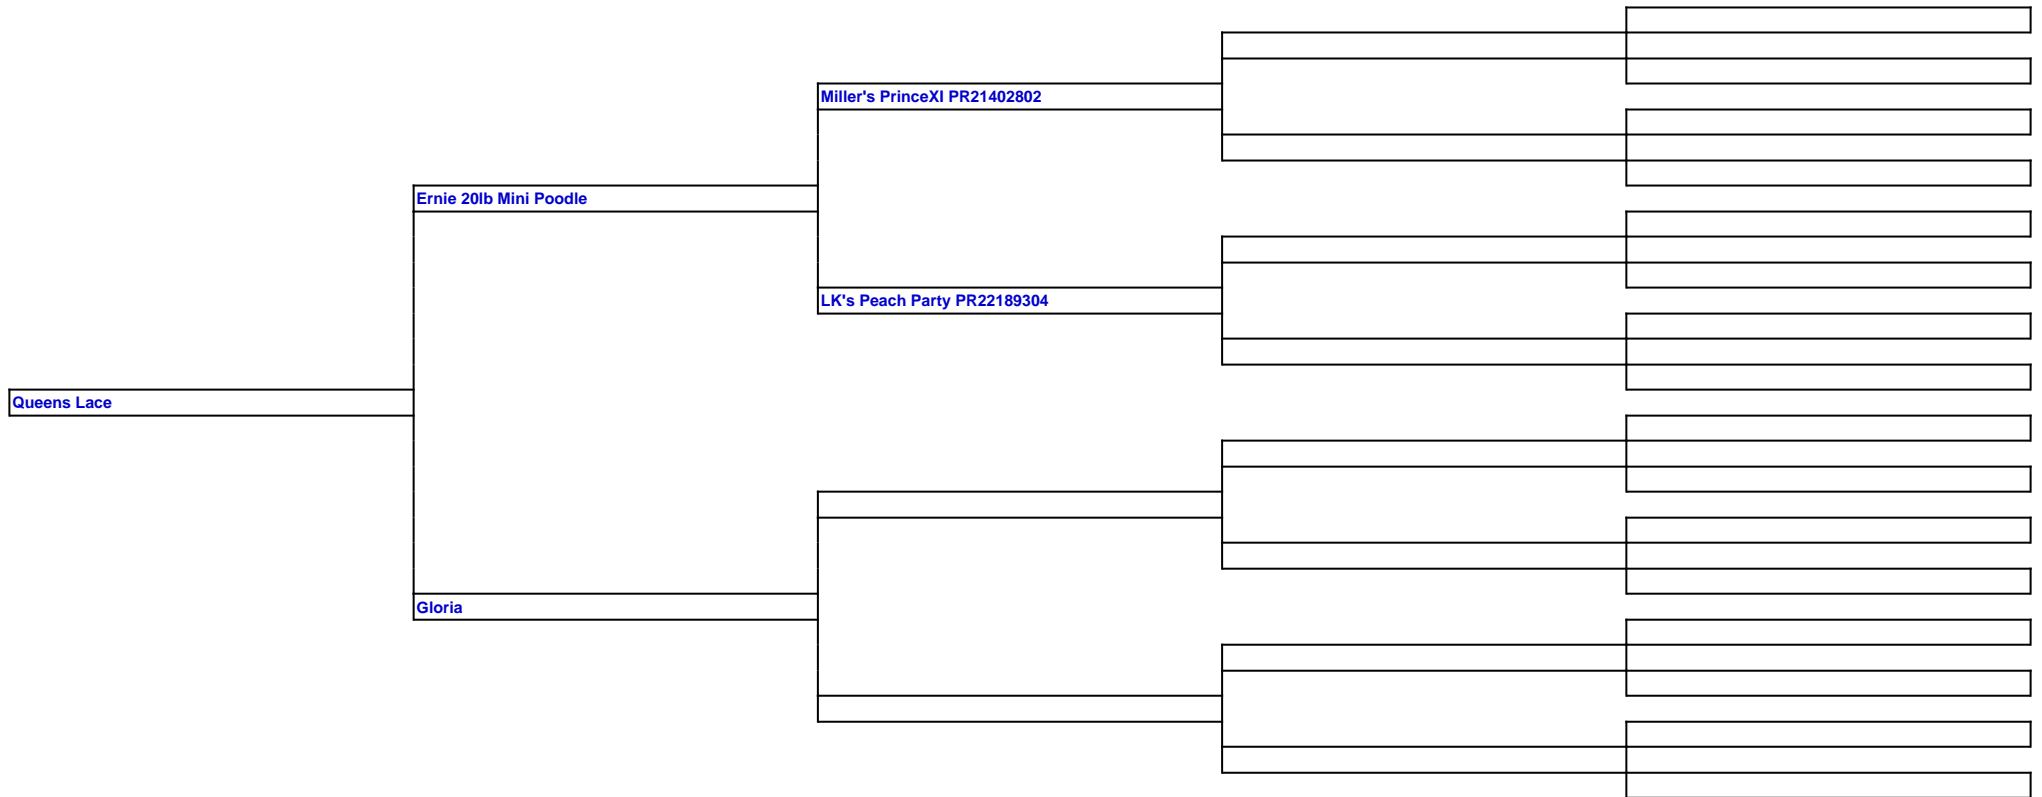 Miller's PrinceXI PR21402802
Ernie 20lb Mini Poodle
LK's Peach Party PR22189304
Queens Lace
Gloria